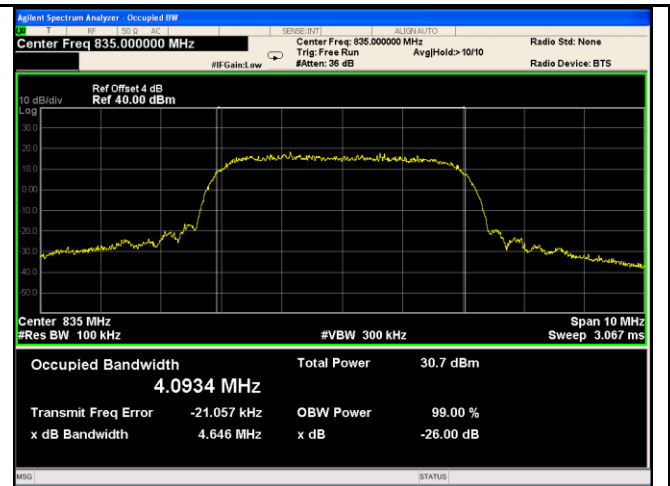 Agilent Spectrum Analyzer - Occupied BW
T RF 50 Ω AC SENSE:INT ALIGN AUTO
Center Freq 835.000000 MHz Center Freq: 835.000000 MHz Radio Std: None
Trig: Free Run Avg|Hold:> 10/10
#IFGain:Low #Atten: 36 dB Radio Device: BTS
Ref Offset 4 dB
10 dB/div Ref 40.00 dBm
Log
30.0
20.0
10.0
0.00
-10.0
-20.0
-30.0
-40.0
-50.0
Center 835 MHz Span 10 MHz
#Res BW 100 kHz #VBW 300 kHz Sweep 3.067 ms
Occupied Bandwidth Total Power 30.7 dBm
4.0934 MHz
Transmit Freq Error -21.057 kHz OBW Power 99.00 %
x dB Bandwidth 4.646 MHz x dB -26.00 dB
MSG STATUS